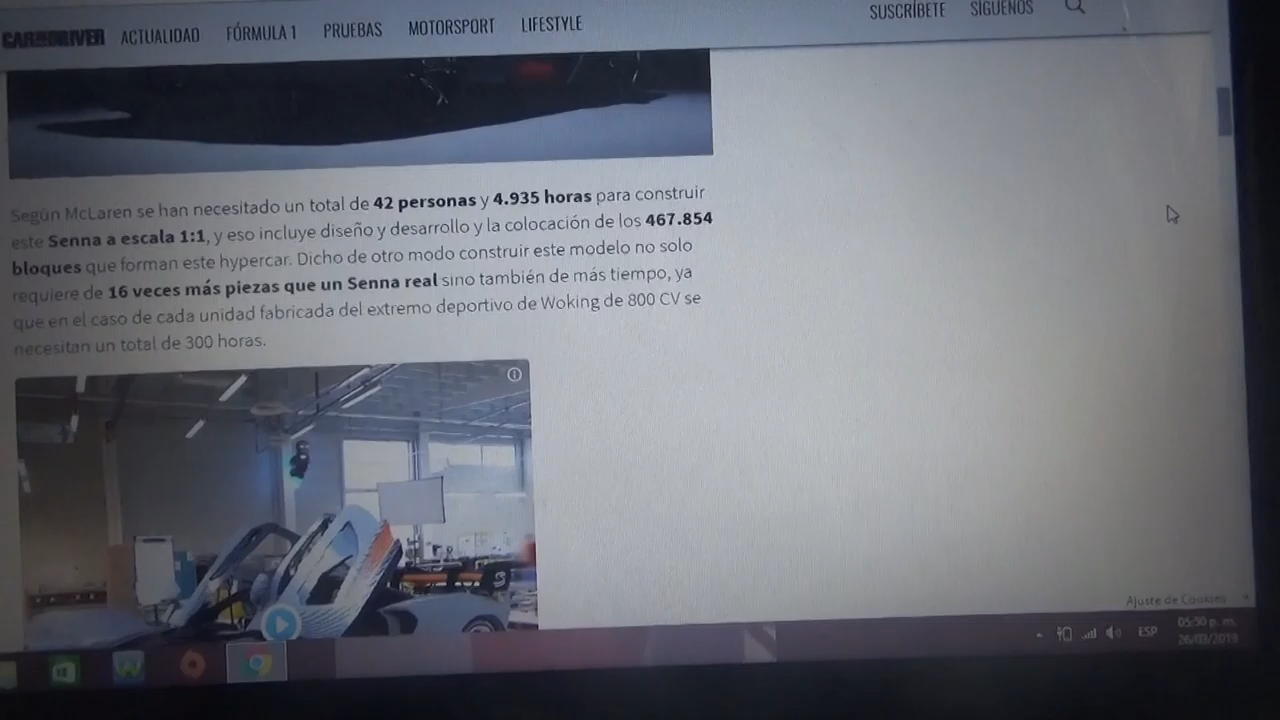 CARANDDRIVER ACTUALIDAD FÓRMULA 1 PRUEBAS MOTORSPORT LIFESTYLE SUSCRÍBETE SÍGUENOS
Según McLaren se han necesitado un total de 42 personas y 4.935 horas para construir
este Senna a escala 1:1, y eso incluye diseño y desarrollo y la colocación de los 467.854
bloques que forman este hypercar. Dicho de otro modo construir este modelo no solo
requiere de 16 veces más piezas que un Senna real sino también de más tiempo, ya
que en el caso de cada unidad fabricada del extremo deportivo de Woking de 800 CV se
necesitan un total de 300 horas.
Ajuste de Cookies
ESP
05:30 p. m.
26/03/2019